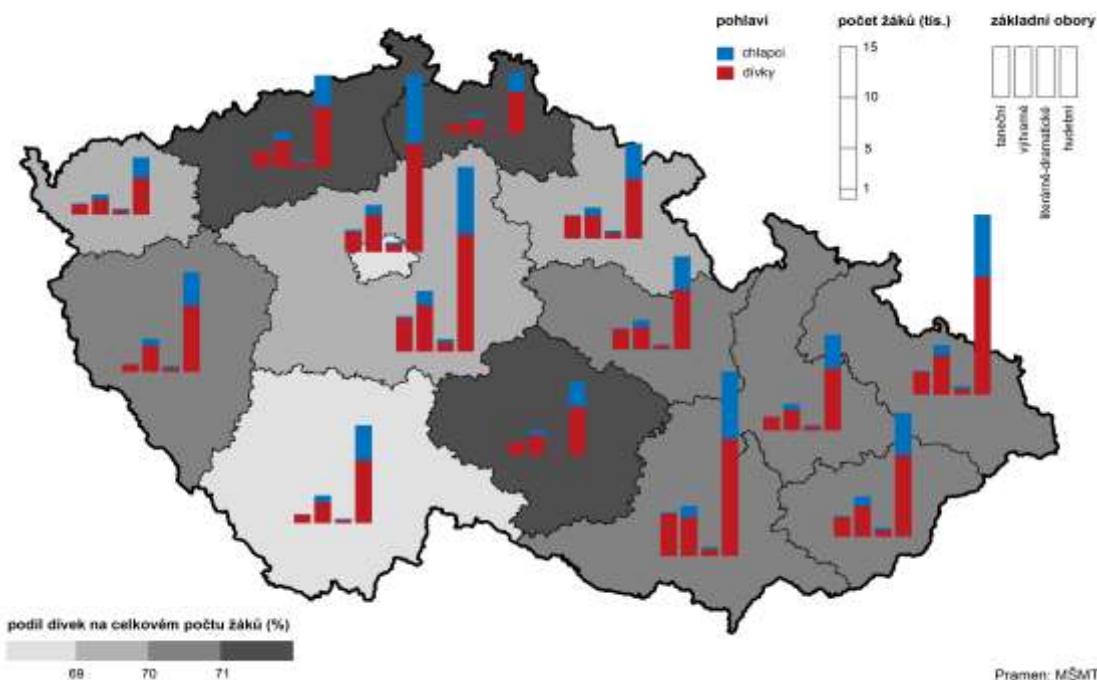 pohlaví
chlapci
dívky
počet žáků (tis.)
15
10
5
1
základní obory
taneční
výtvarné
literárně-dramatické
hudební
podíl dívek na celkovém počtu žáků (%)
69
70
71
Pramen: MŠMT